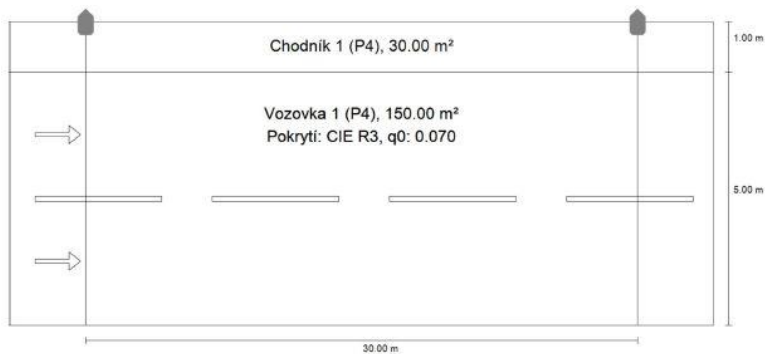 Chodník 1 (P4), 30.00 m²
1.00 m
Vozovka 1 (P4), 150.00 m²
Pokrytí: CIE R3, q0: 0.070
5.00 m
30.00 m